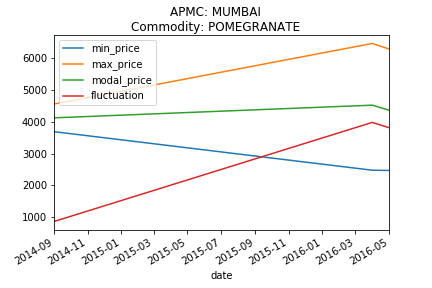 APMC: MUMBAI
Commodity: POMEGRANATE
min_price
max_price
modal_price
fluctuation
6000
5000
4000
3000
2000
1000
2014-09
2014-11
2015-01
2015-03
2015-05
2015-07
2015-09
2015-11
2016-01
2016-03
2016-05
date